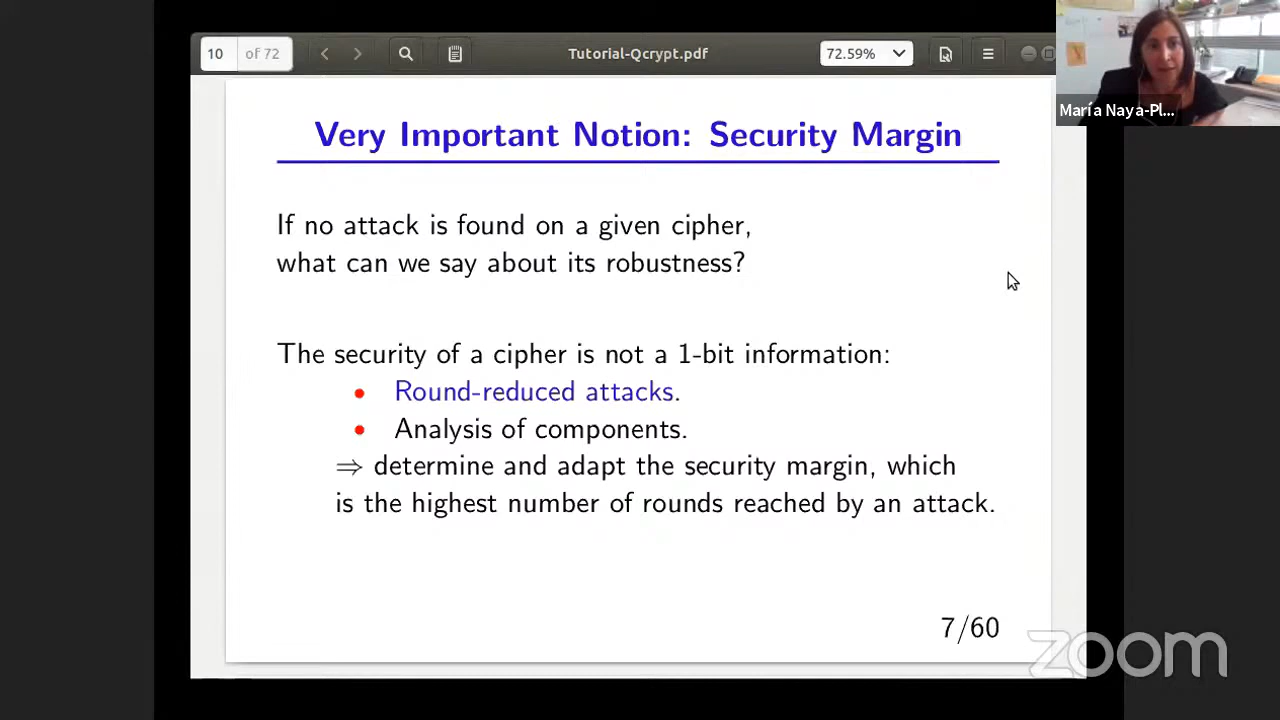 10 of 72
Tutorial-Qcrypt.pdf
72.59%
María Naya-Pl...
Very Important Notion: Security Margin
If no attack is found on a given cipher,
what can we say about its robustness?
The security of a cipher is not a 1-bit information:
• Round-reduced attacks.
• Analysis of components.
⇒ determine and adapt the security margin, which
is the highest number of rounds reached by an attack.
7/60
zoom